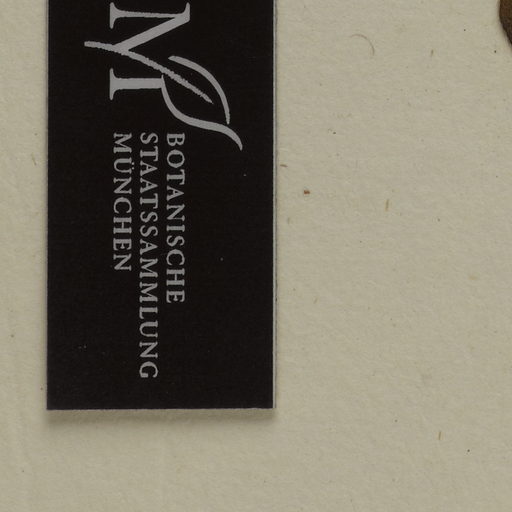 M
BOTANISCHE
STAATSSAMMLUNG
MÜNCHEN